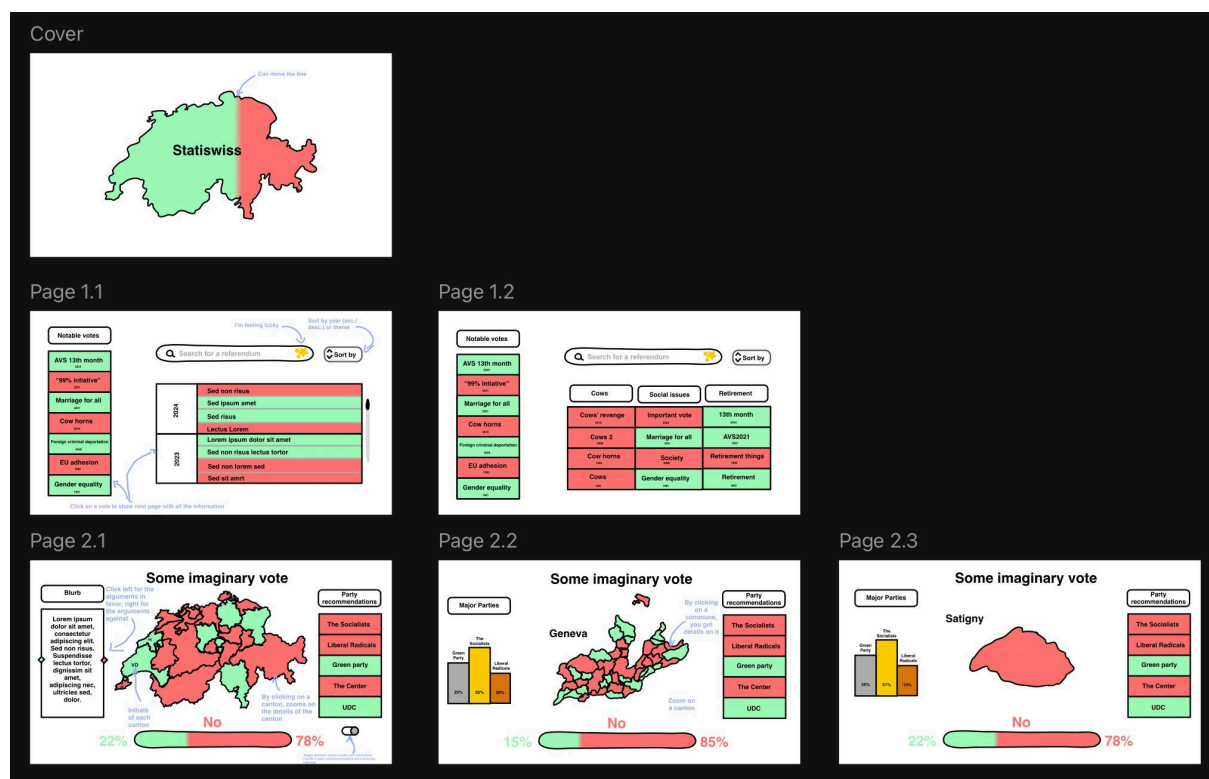 Cover
Can move the line
Statiswiss
Page 1.1
Notable votes
AVS 13th month
2024
"99% intiative"
2021
Marriage for all
2021
Cow horns
2018
Foreign criminal deportation
EU adhesion
1992
Gender equality
1981
I'm feeling lucky
Sort by year (asc./
desc.) or theme
Search for a referendum
Sort by
2024
Sed non risus
Sed ipsum amet
Sed risus
Lectus Lorem
2023
Lorem ipsum dolor sit amet
Sed non risus lectus tortor
Sed non lorem sed
Sed sit amrt
Click on a vote to show next page with all the information
Page 1.2
Notable votes
AVS 13th month
2024
"99% intiative"
2021
Marriage for all
2021
Cow horns
2018
Foreign criminal deportation
EU adhesion
1992
Gender equality
1981
Search for a referendum
Sort by
Cows
Social issues
Retirement
Cows' revenge
Important vote
13th month
Cows 2
Marriage for all
AVS2021
Cow horns
Society
Retirement things
Cows
Gender equality
Retirement
Page 2.1
Some imaginary vote
Blurb
Lorem ipsum
dolor sit amet,
consectetur
adipiscing elit.
Sed non risus.
Suspendisse
lectus tortor,
dignissim sit
amet,
adipiscing nec,
ultricies sed,
dolor.
Click left for the
atguments in
favor, right for
the arguments
against
VD
Initials
of each
canton
By clicking on a
canton, zooms on
the details of the
canton
Party
recommendations
The Socialists
Liberal Radicals
Green party
The Center
UDC
No
22%
78%
Page 2.2
Some imaginary vote
Major Parties
Green
Party
The
Socialists
Liberal
Radicals
Geneva
By clicking
on a
commune,
you get
details on it
Zoom on
a canton
Party
recommendations
The Socialists
Liberal Radicals
Green party
The Center
UDC
No
15%
85%
Page 2.3
Some imaginary vote
Major Parties
Green
Party
The
Socialists
Liberal
Radicals
Satigny
Party
recommendations
The Socialists
Liberal Radicals
Green party
The Center
UDC
No
22%
78%